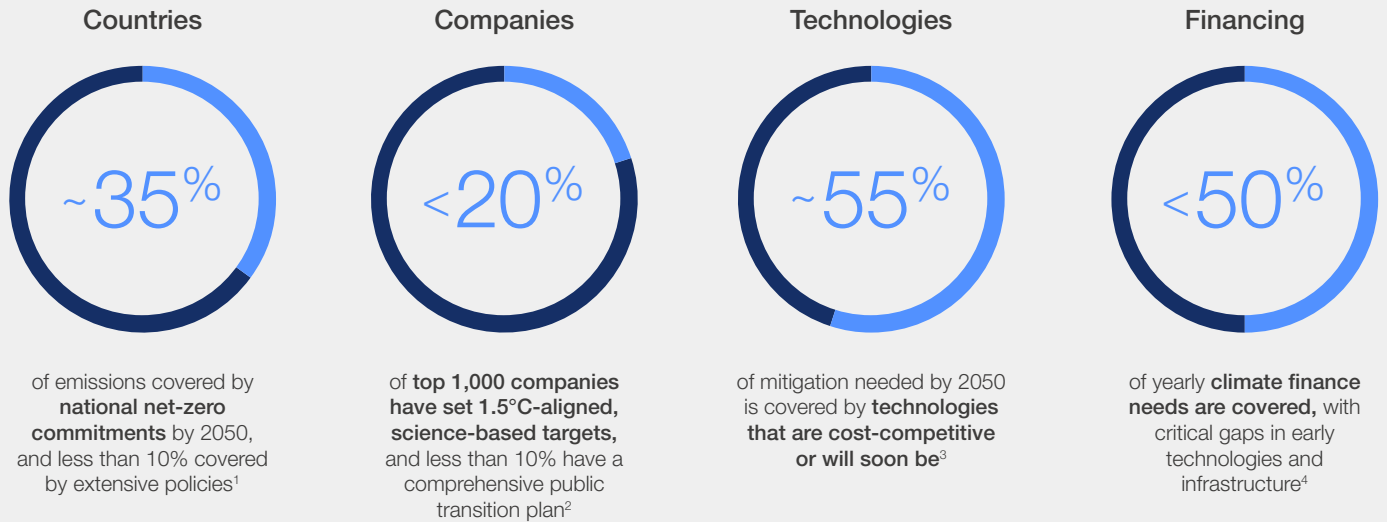 Countries
~35%
of emissions covered by
national net-zero
commitments by 2050,
and less than 10% covered
by extensive policies1
Companies
<20%
of top 1,000 companies
have set 1.5°C-aligned,
science-based targets,
and less than 10% have a
comprehensive public
transition plan2
Technologies
~55%
of mitigation needed by 2050
is covered by technologies
that are cost-competitive
or will soon be3
Financing
<50%
of yearly climate finance
needs are covered, with
critical gaps in early
technologies and
infrastructure4